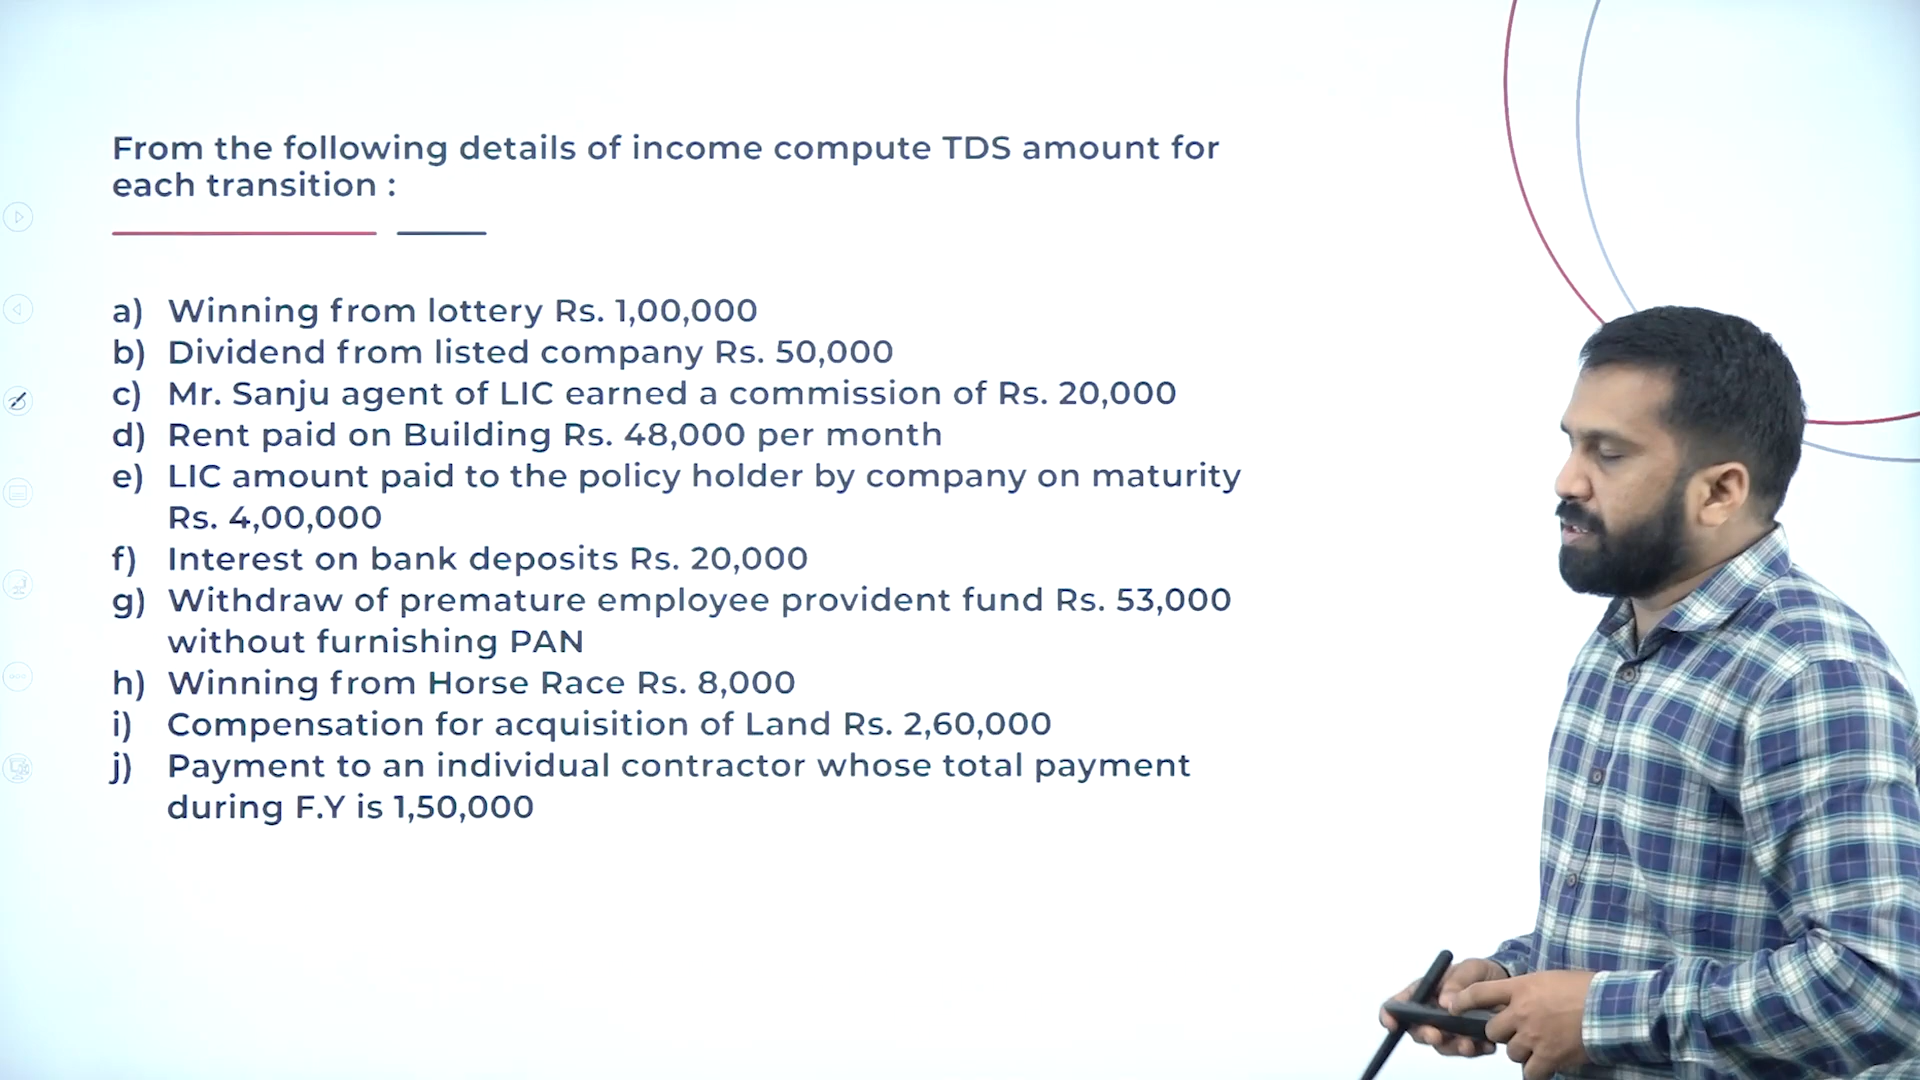 From the following details of income compute TDS amount for
each transition :
a) Winning from lottery Rs. 1,00,000
b) Dividend from listed company Rs. 50,000
c) Mr. Sanju agent of LIC earned a commission of Rs. 20,000
d) Rent paid on Building Rs. 48,000 per month
e) LIC amount paid to the policy holder by company on maturity
Rs. 4,00,000
f) Interest on bank deposits Rs. 20,000
g) Withdraw of premature employee provident fund Rs. 53,000
without furnishing PAN
h) Winning from Horse Race Rs. 8,000
i) Compensation for acquisition of Land Rs. 2,60,000
j) Payment to an individual contractor whose total payment
during F.Y is 1,50,000